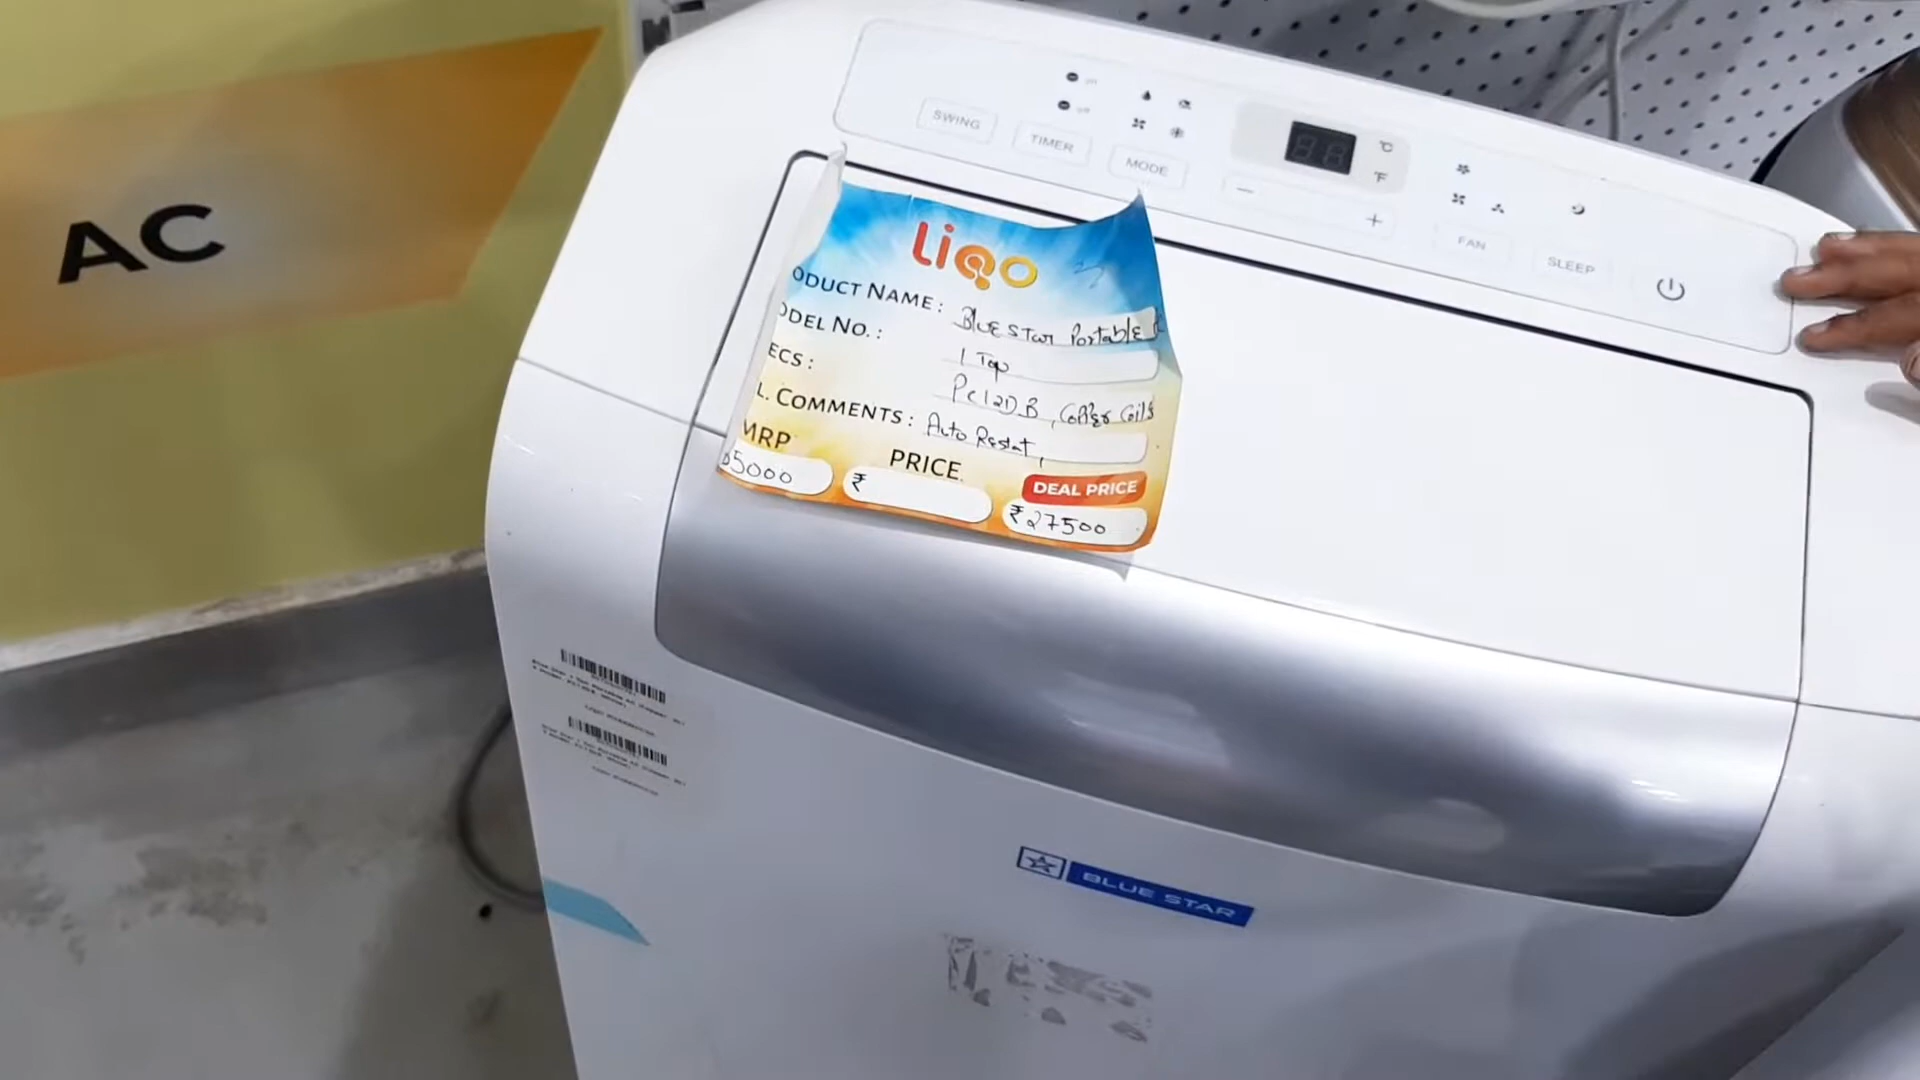 AC
SWING
TIMER
MODE
°C
°F
− +
FAN
SLEEP
LiQo
ODUCT NAME: BLUE STAR Portable
ODEL NO.: 1 Ton
ECS: PC12DB, Copper Coils
L. COMMENTS: Auto Restat,
MRP PRICE DEAL PRICE
5000 ₹ ₹27500
BLUE STAR